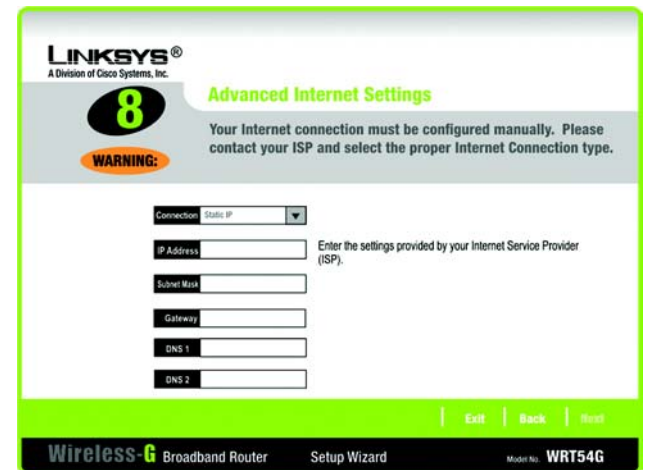 LINKSYS®
A Division of Cisco Systems, Inc.
8
Advanced Internet Settings
WARNING:
Your Internet connection must be configured manually. Please
contact your ISP and select the proper Internet Connection type.
Connection Static IP
IP Address
Enter the settings provided by your Internet Service Provider
(ISP).
Subnet Mask
Gateway
DNS 1
DNS 2
Exit Back Next
Wireless-G Broadband Router Setup Wizard Model No. WRT54G